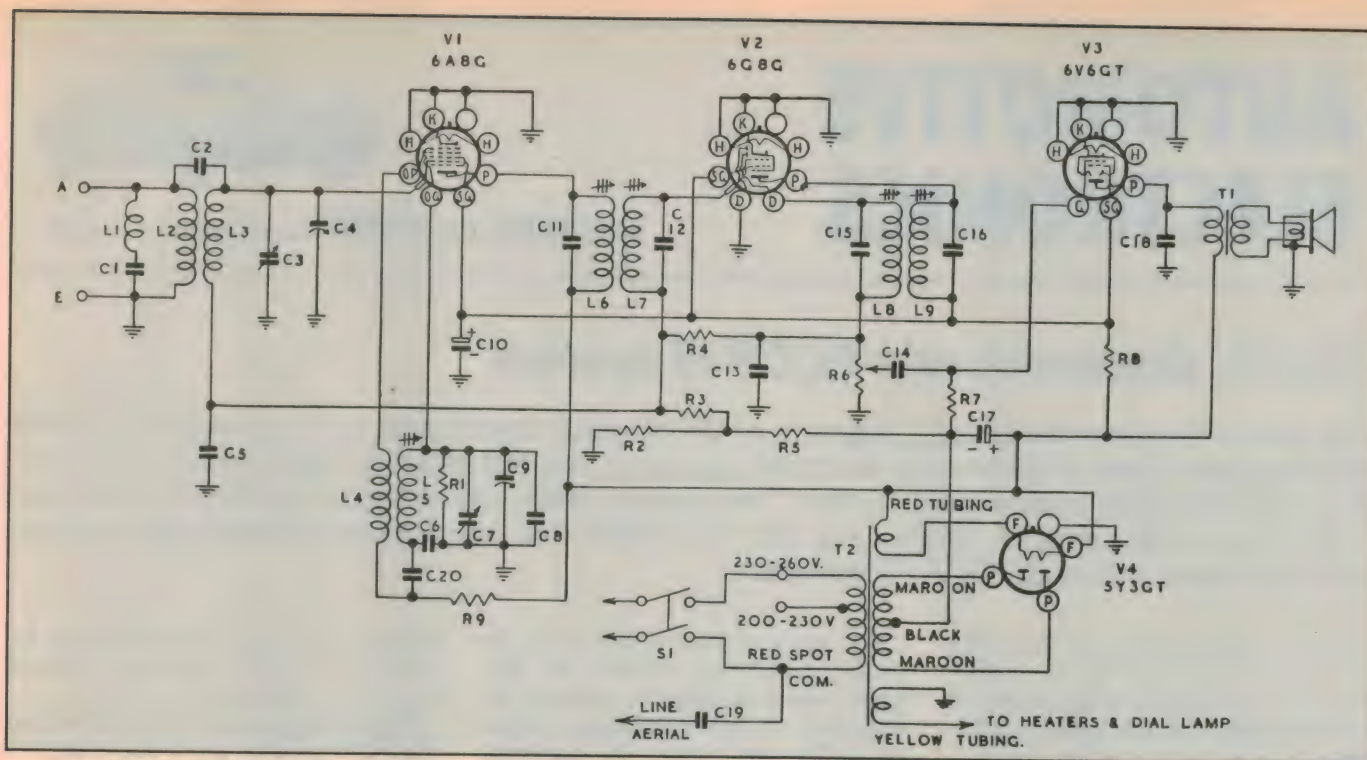 V1
6A8G
V2
6G8G
V3
6V6GT
K
H
H
OP
P
OG
SG
K
H
H
SG
P
D
D
K
H
H
P
G
SG
C2
A
L1
L2
L3
C4
C3
C1
E
C11
L6
L7
C
12
C15
C16
L8
L9
C18
T1
C10
R4
C13
R6
C14
R8
R7
C17
R3
R2
R5
C5
L4
L
5
R1
C9
C7
C8
C6
C20
R9
RED TUBING
T2
F
F
V4
5Y3GT
P
P
230-260V.
200-230V
MAROON
BLACK
MAROON
S1
RED SPOT
COM.
LINE
AERIAL
C19
TO HEATERS & DIAL LAMP
YELLOW TUBING.